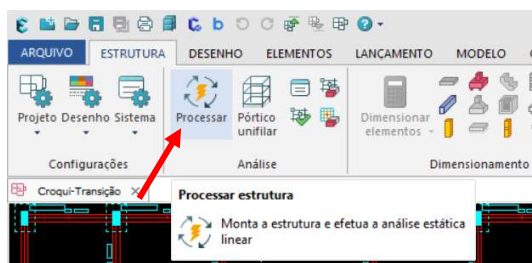 ARQUIVO ESTRUTURA DESENHO ELEMENTOS LANÇAMENTO MODELO
Projeto Desenho Sistema Processar Pórtico unifilar Dimensionar elementos
Configurações Análise Dimensionamento
Croqui-Transição
Processar estrutura
Monta a estrutura e efetua a análise estática
linear